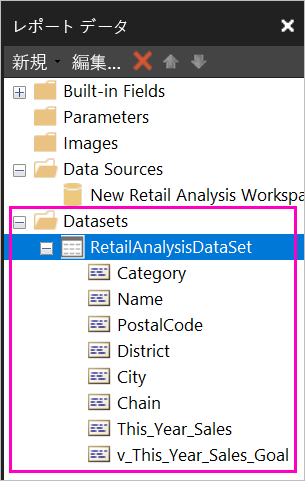 レポート データ
新規 編集...
Built-in Fields
Parameters
Images
Data Sources
New Retail Analysis Workspa
Datasets
RetailAnalysisDataSet
Category
Name
PostalCode
District
City
Chain
This_Year_Sales
v_This_Year_Sales_Goal